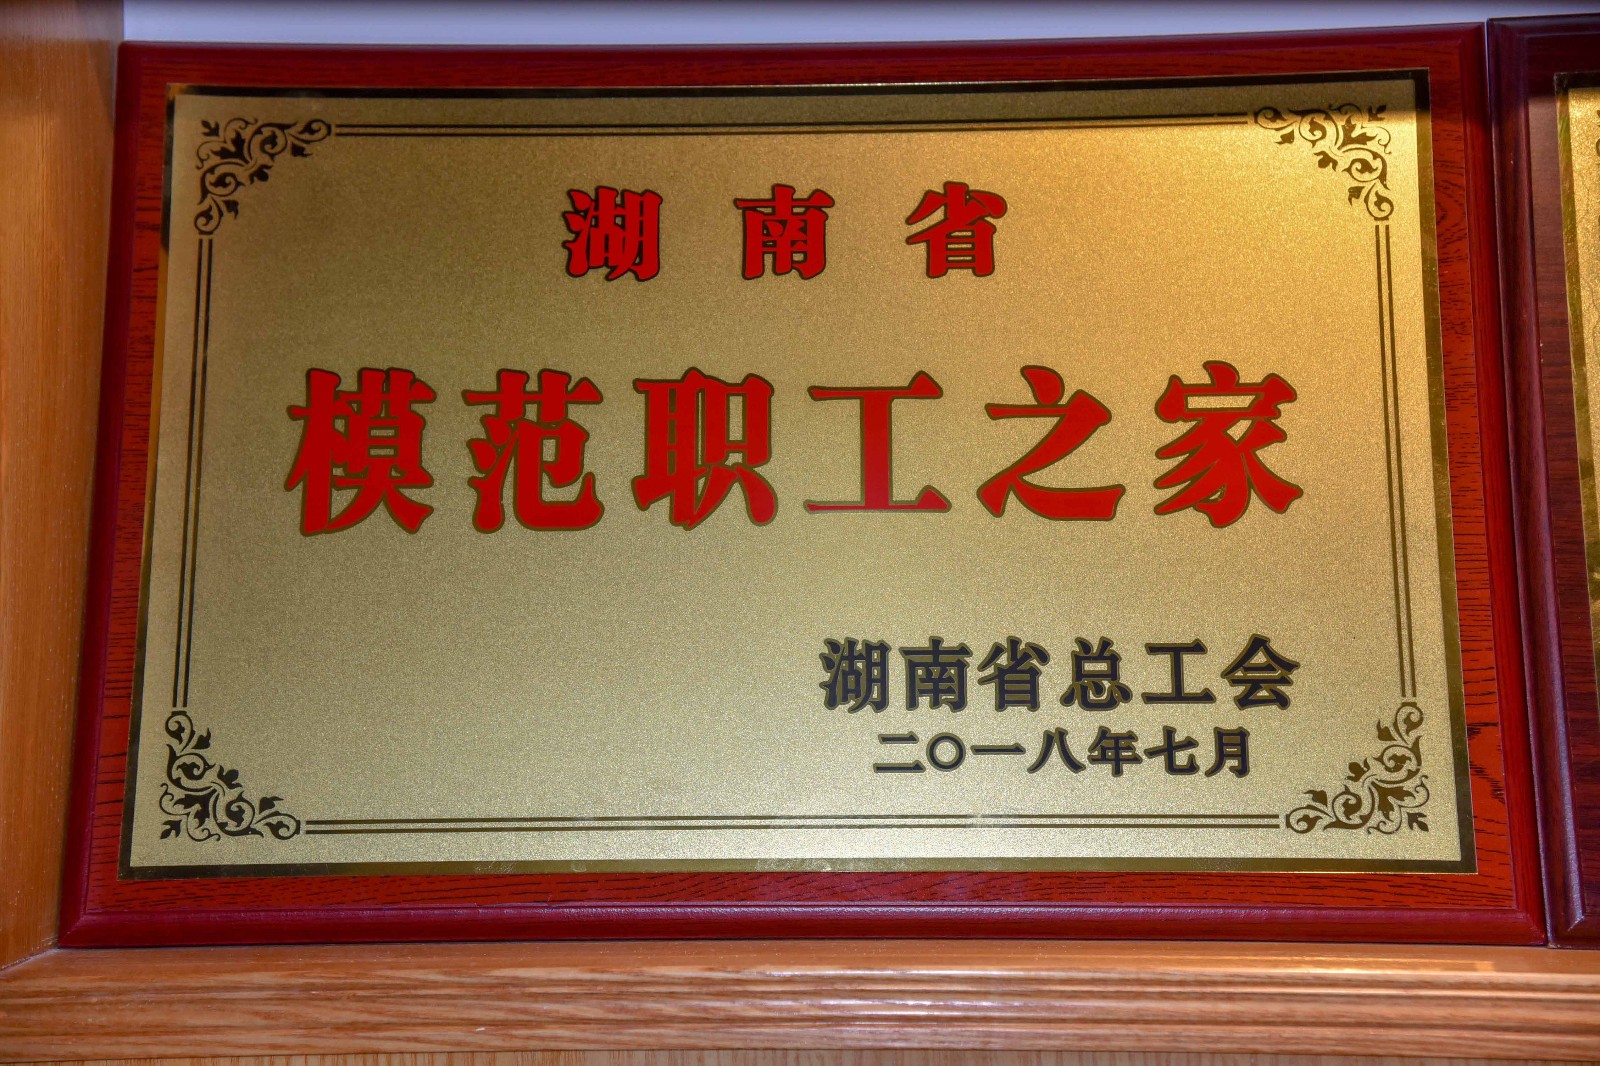 湖南省
模范职工之家
湖南省总工会
二〇一八年七月